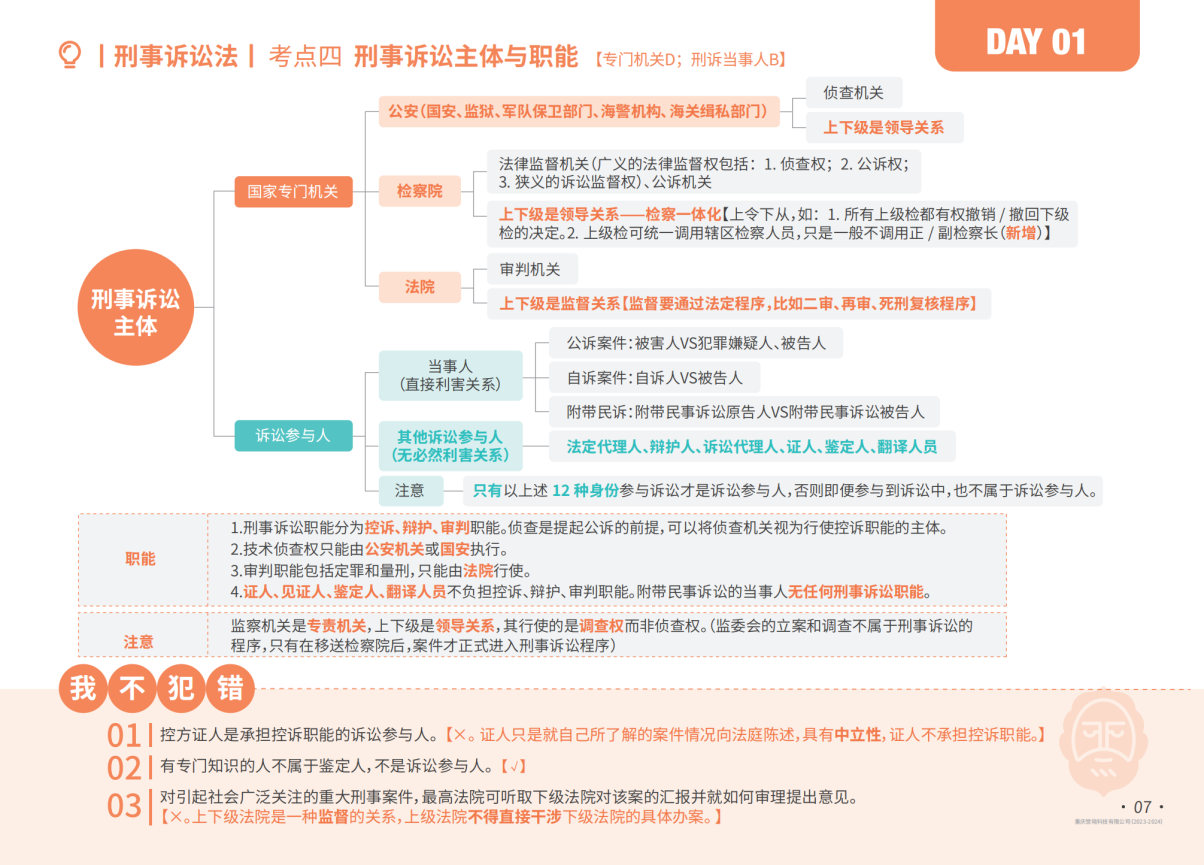 DAY 01
|刑事诉讼法| 考点四 刑事诉讼主体与职能 【专门机关D；刑诉当事人B】
刑事诉讼
主体
国家专门机关
公安（国安、监狱、军队保卫部门、海警机构、海关缉私部门）
侦查机关
上下级是领导关系
检察院
法律监督机关（广义的法律监督权包括：1. 侦查权；2. 公诉权；
3. 狭义的诉讼监督权）、公诉机关
上下级是领导关系——检察一体化【上令下从，如：1. 所有上级检都有权撤销 / 撤回下级
检的决定。2. 上级检可统一调用辖区检察人员，只是一般不调用正 / 副检察长（新增）】
法院
审判机关
上下级是监督关系【监督要通过法定程序，比如二审、再审、死刑复核程序】
诉讼参与人
当事人
（直接利害关系）
公诉案件：被害人VS犯罪嫌疑人、被告人
自诉案件：自诉人VS被告人
附带民诉：附带民事诉讼原告人VS附带民事诉讼被告人
其他诉讼参与人
（无必然利害关系）
法定代理人、辩护人、诉讼代理人、证人、鉴定人、翻译人员
注意
只有以上述 12 种身份参与诉讼才是诉讼参与人，否则即便参与到诉讼中，也不属于诉讼参与人。
职能
1.刑事诉讼职能分为控诉、辩护、审判职能。侦查是提起公诉的前提，可以将侦查机关视为行使控诉职能的主体。
2.技术侦查权只能由公安机关或国安执行。
3.审判职能包括定罪和量刑，只能由法院行使。
4.证人、见证人、鉴定人、翻译人员不负担控诉、辩护、审判职能。附带民事诉讼的当事人无任何刑事诉讼职能。
注意
监察机关是专责机关，上下级是领导关系，其行使的是调查权而非侦查权。（监委会的立案和调查不属于刑事诉讼的
程序，只有在移送检察院后，案件才正式进入刑事诉讼程序）
我不犯错
01 控方证人是承担控诉职能的诉讼参与人。【×。证人只是就自己所了解的案件情况向法庭陈述，具有中立性，证人不承担控诉职能。】
02 有专门知识的人不属于鉴定人，不是诉讼参与人。【√】
03 对引起社会广泛关注的重大刑事案件，最高法院可听取下级法院对该案的汇报并就如何审理提出意见。
【×。上下级法院是一种监督的关系，上级法院不得直接干涉下级法院的具体办案。】
· 07 ·